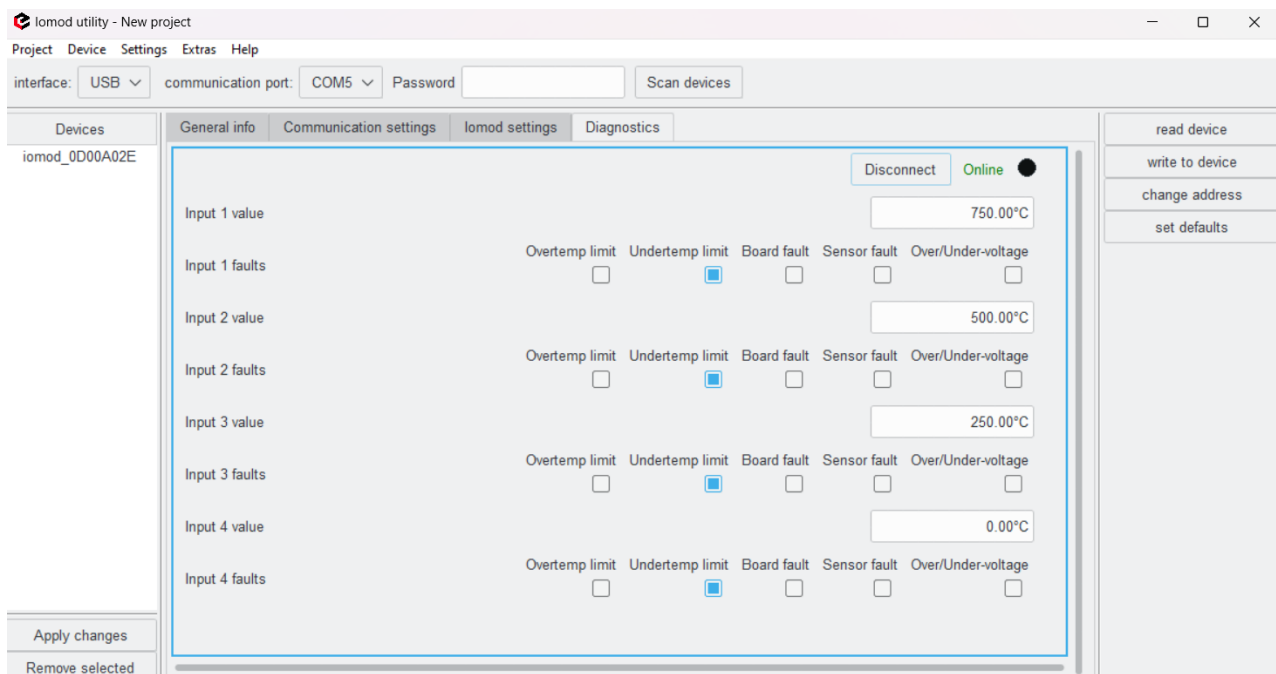 Iomod utility - New project
Project Device Settings Extras Help
interface: USB communication port: COM5 Password Scan devices
Devices
iomod_0D00A02E
General info Communication settings Iomod settings Diagnostics
Disconnect Online
Input 1 value 750.00°C
Overtemp limit Undertemp limit Board fault Sensor fault Over/Under-voltage
Input 1 faults
Input 2 value 500.00°C
Overtemp limit Undertemp limit Board fault Sensor fault Over/Under-voltage
Input 2 faults
Input 3 value 250.00°C
Overtemp limit Undertemp limit Board fault Sensor fault Over/Under-voltage
Input 3 faults
Input 4 value 0.00°C
Overtemp limit Undertemp limit Board fault Sensor fault Over/Under-voltage
Input 4 faults
read device
write to device
change address
set defaults
Apply changes
Remove selected